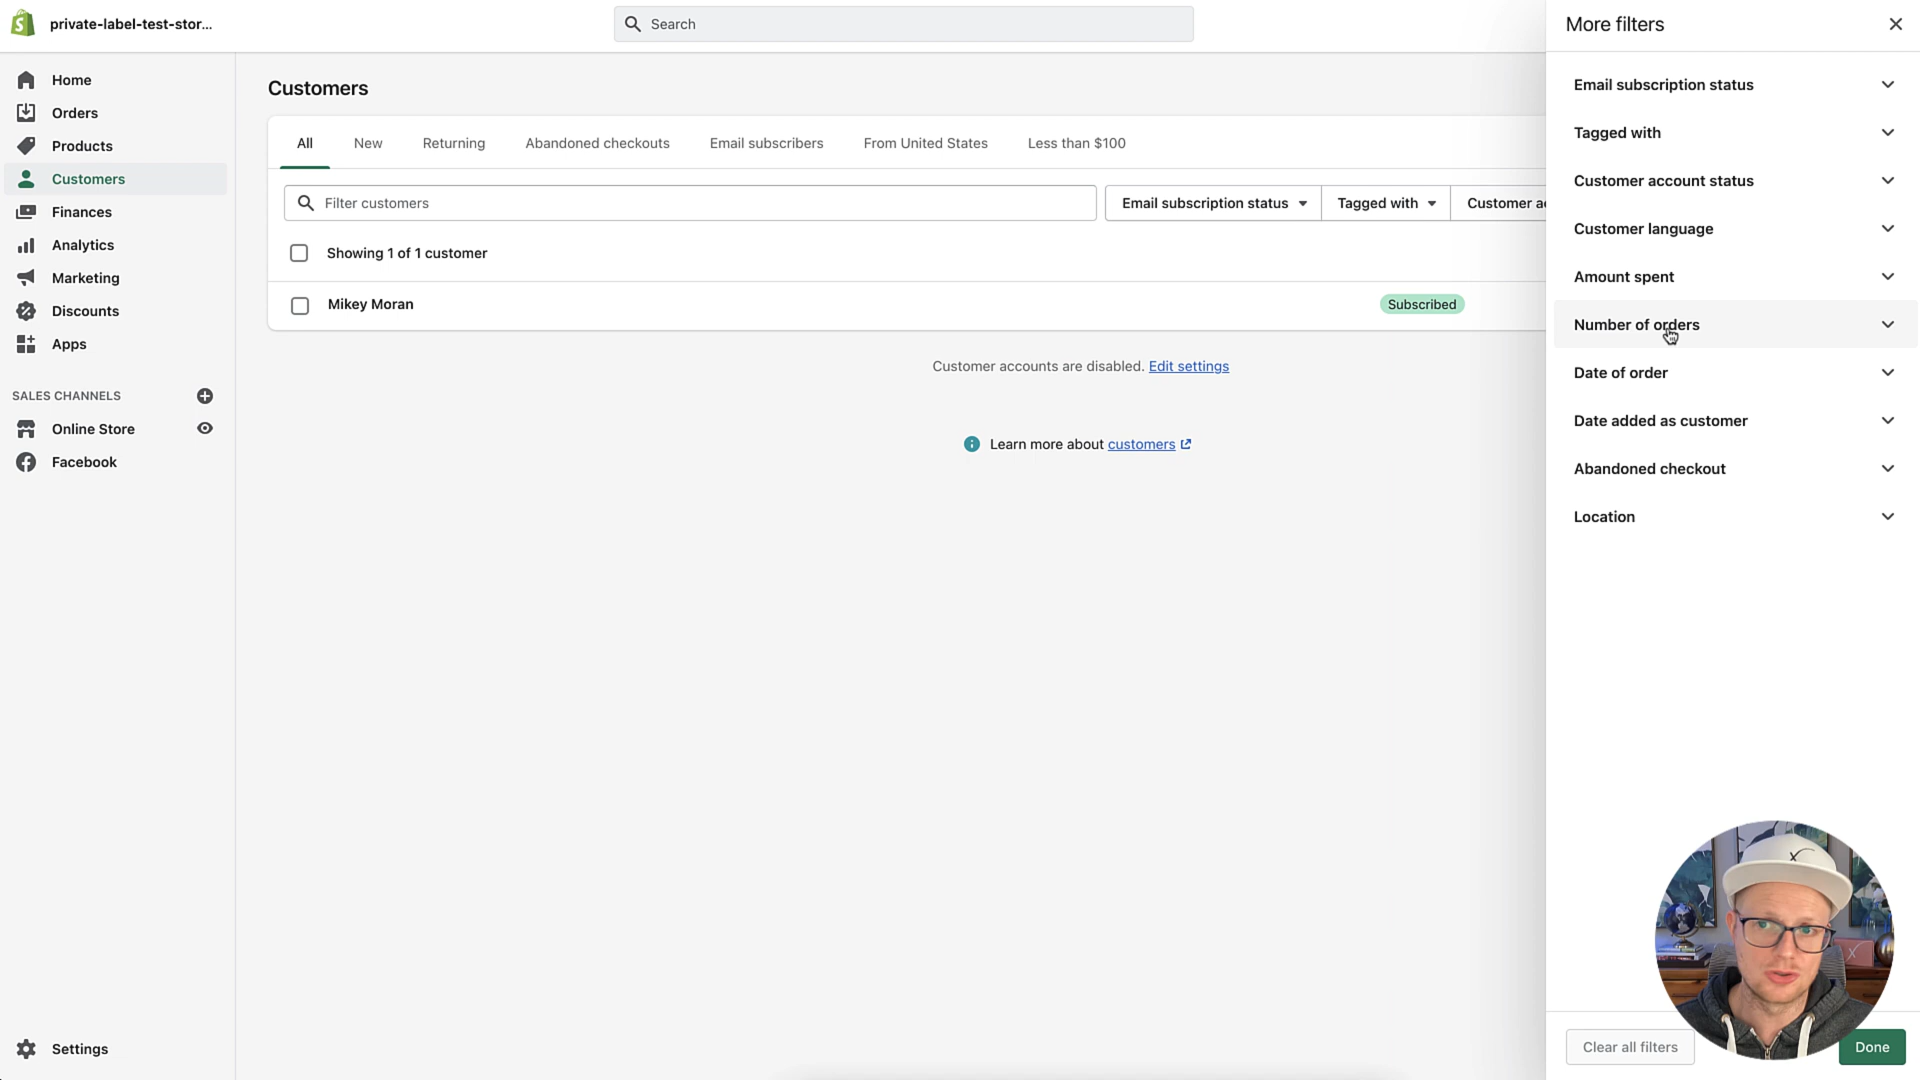 private-label-test-stor...
Search
More filters
Home
Orders
Products
Customers
Finances
Analytics
Marketing
Discounts
Apps
SALES CHANNELS
Online Store
Facebook
Settings
Customers
All New Returning Abandoned checkouts Email subscribers From United States Less than $100
Filter customers Email subscription status Tagged with Customer a
Showing 1 of 1 customer
Mikey Moran Subscribed
Customer accounts are disabled. Edit settings
Learn more about customers
Email subscription status
Tagged with
Customer account status
Customer language
Amount spent
Number of orders
Date of order
Date added as customer
Abandoned checkout
Location
Clear all filters Done